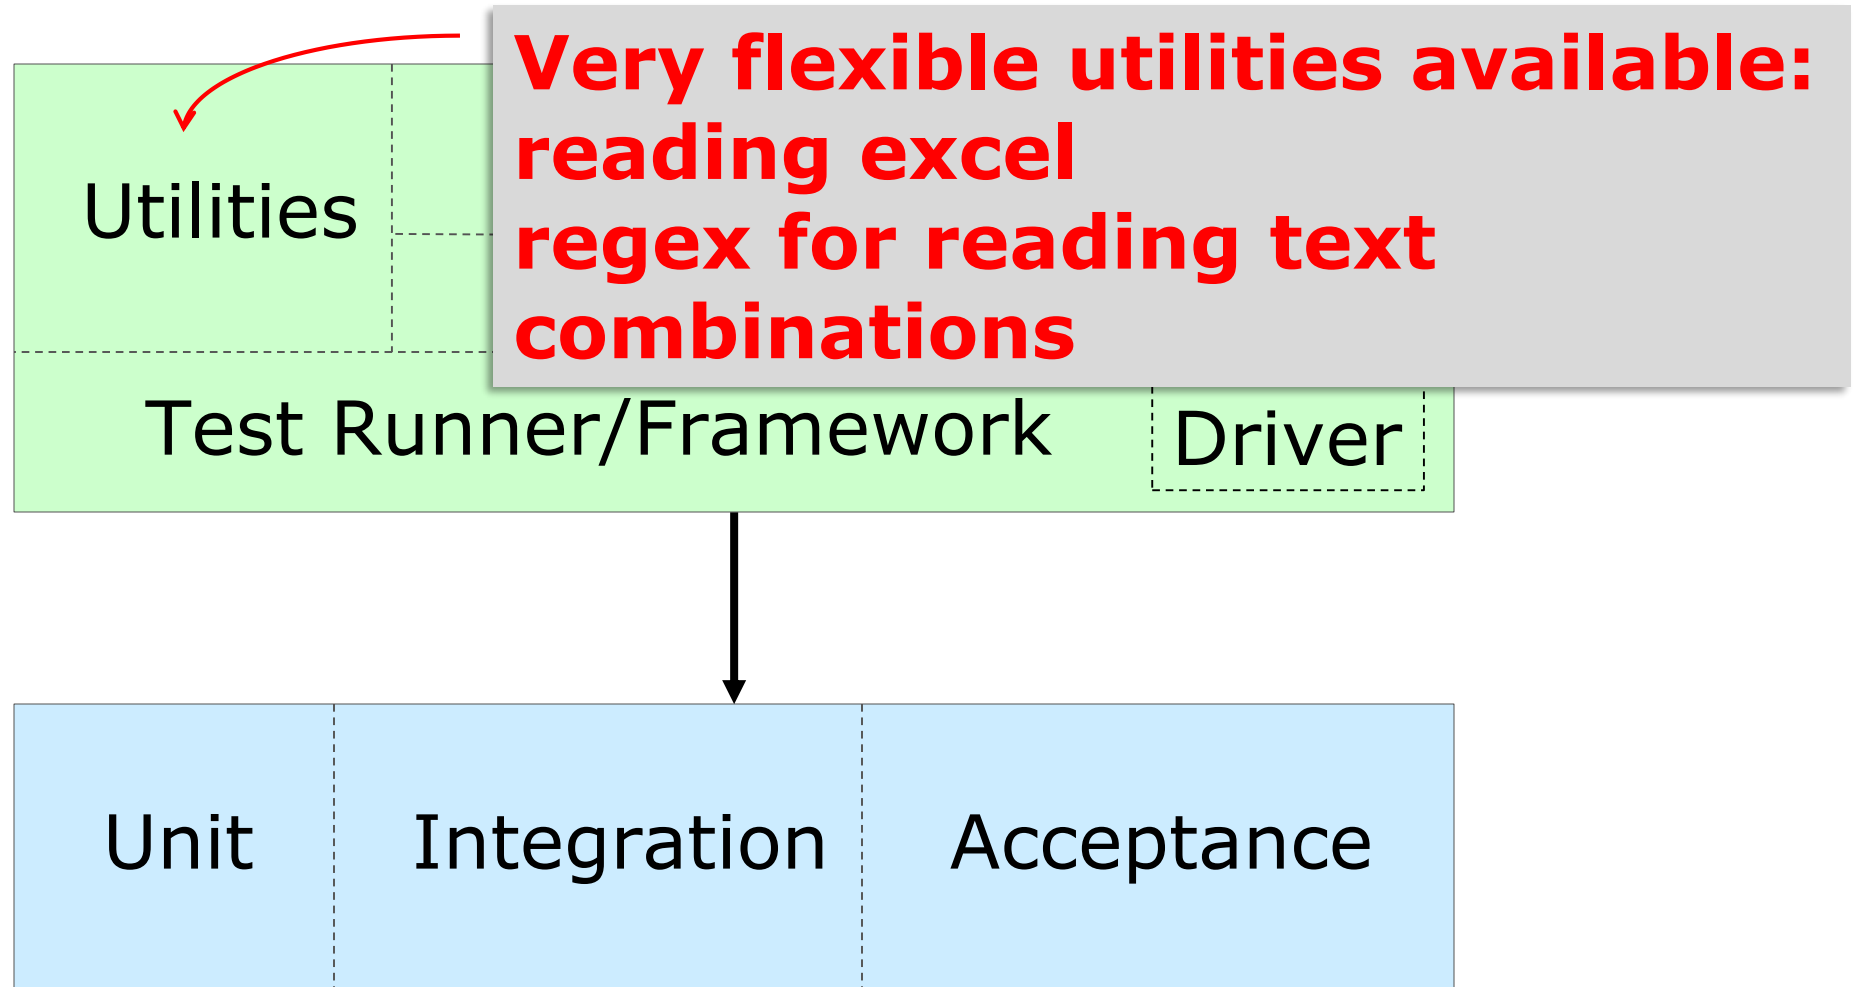 Very flexible utilities available:
reading excel
regex for reading text
combinations
Utilities
Test Runner/Framework
Driver
Unit
Integration
Acceptance